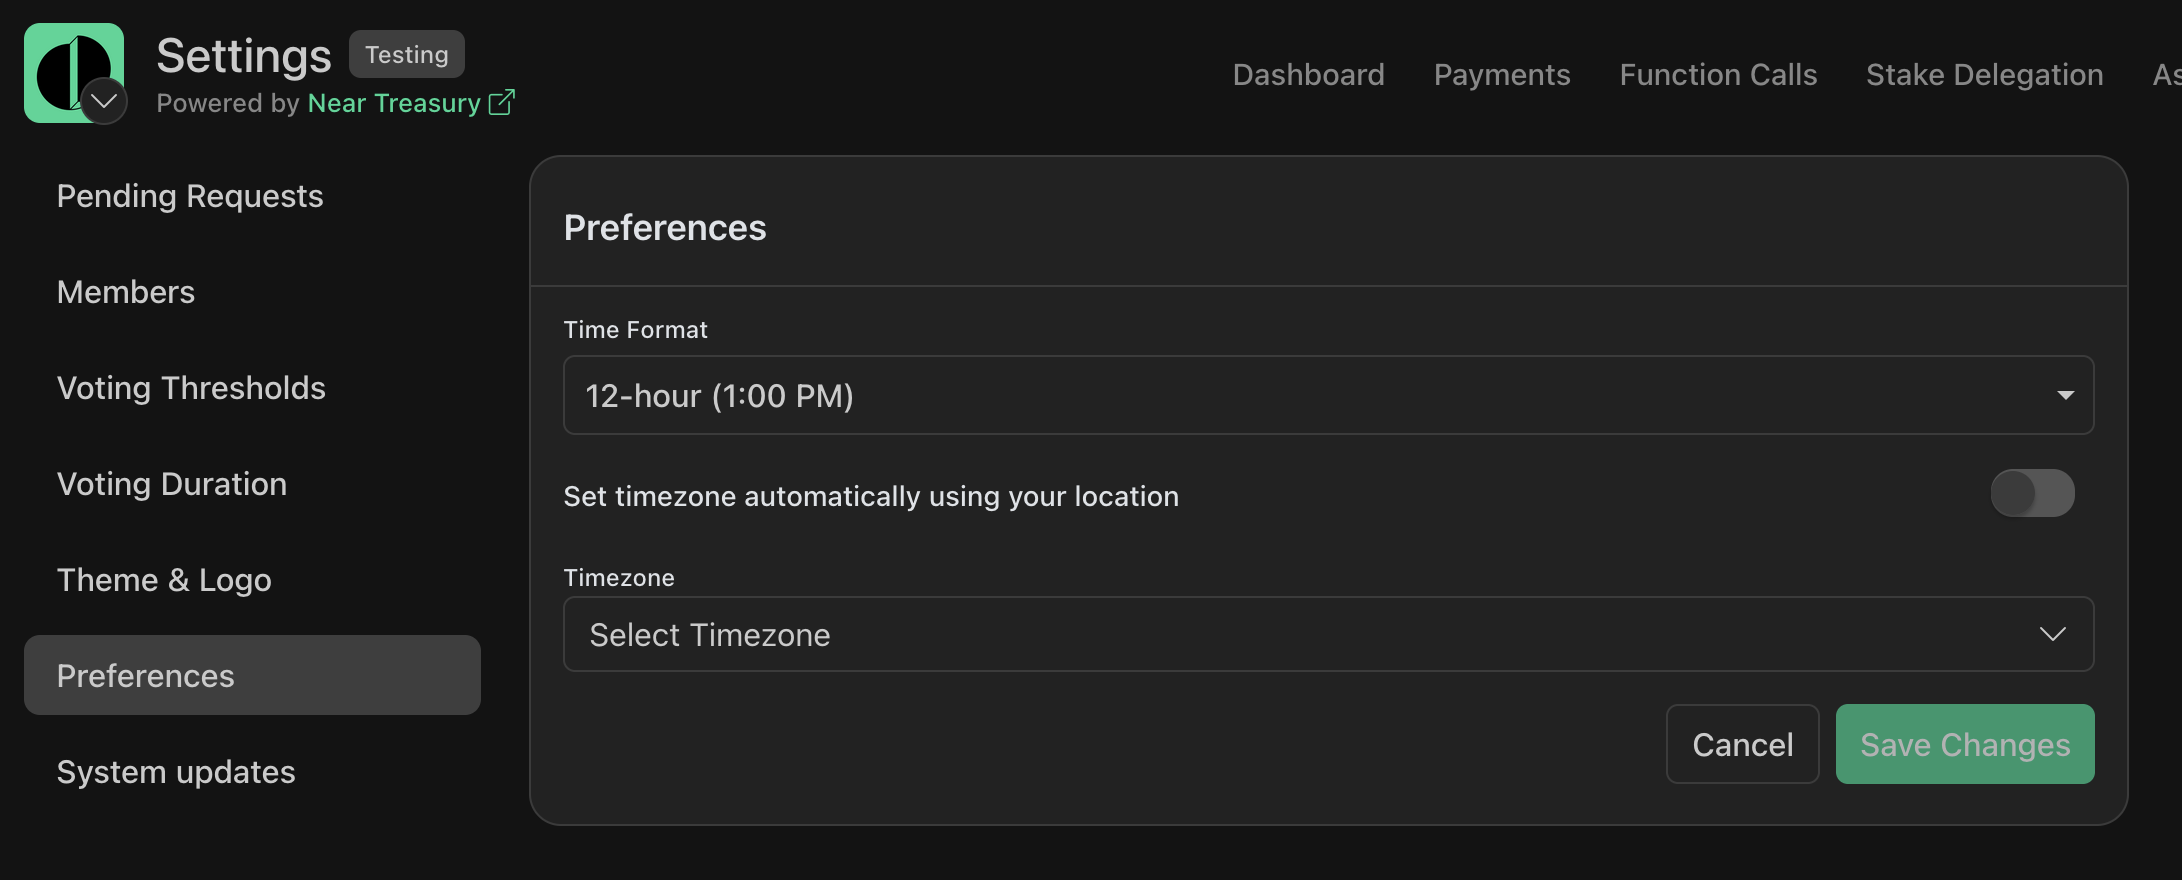 Settings Testing
Powered by Near Treasury
Dashboard Payments Function Calls Stake Delegation As
Pending Requests
Members
Voting Thresholds
Voting Duration
Theme & Logo
Preferences
System updates
Preferences
Time Format
12-hour (1:00 PM)
Set timezone automatically using your location
Timezone
Select Timezone
Cancel Save Changes